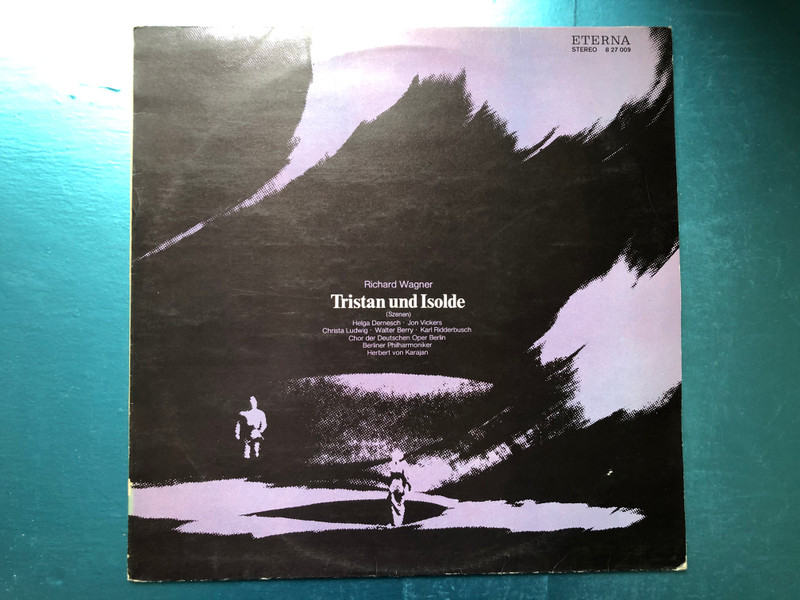 ETERNA
STEREO 8 27 009
Richard Wagner
Tristan und Isolde
(Szenen)
Helga Dernesch · Jon Vickers
Christa Ludwig · Walter Berry · Karl Ridderbusch
Chor der Deutschen Oper Berlin
Berliner Philharmoniker
Herbert von Karajan